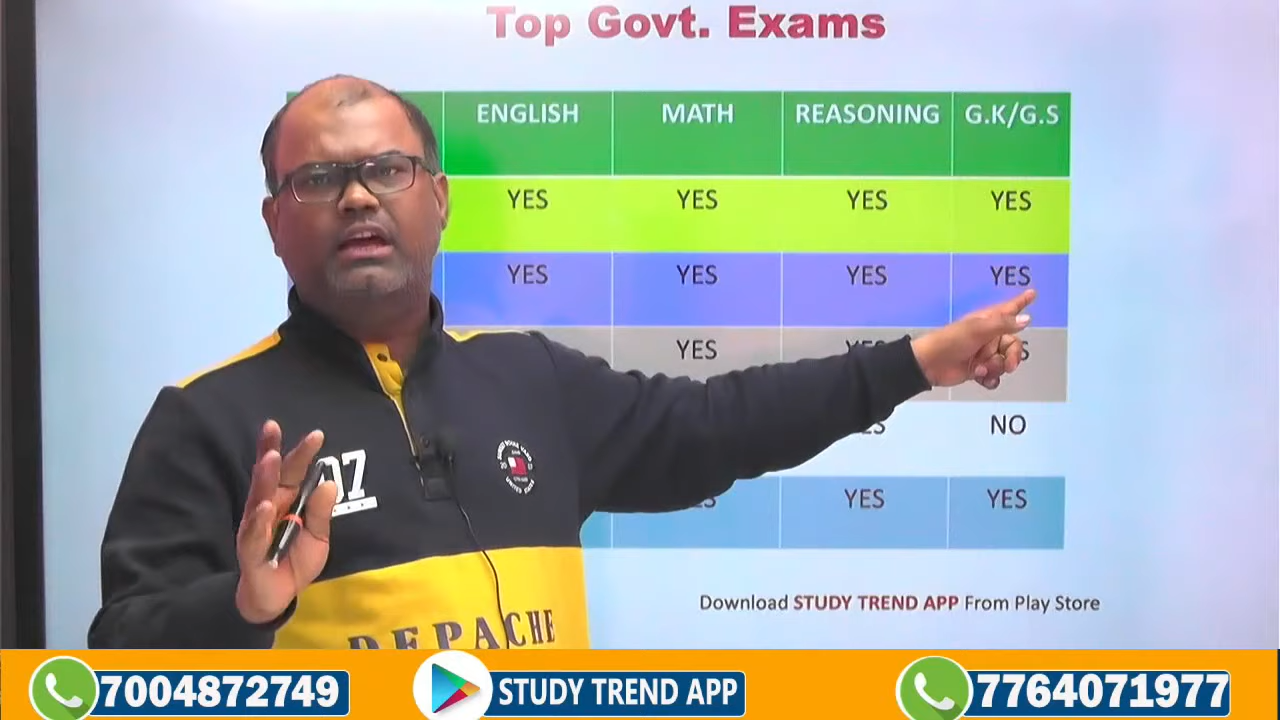 Top Govt. Exams
ENGLISH MATH REASONING G.K/G.S
YES YES YES YES
YES YES YES YES
YES
NO
YES YES
07
DEPACHE
Download STUDY TREND APP From Play Store
7004872749 STUDY TREND APP 7764071977